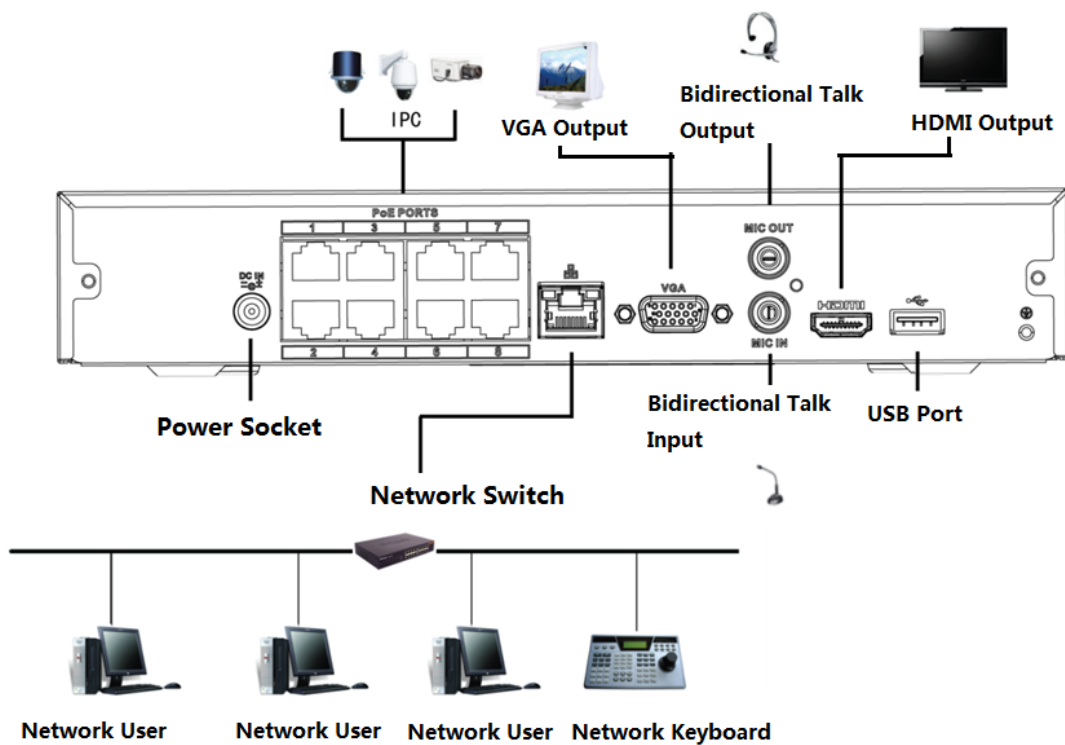 IPC
VGA Output
Bidirectional Talk
Output
HDMI Output
PoE PORTS
1 3 5 7
DC IN
VGA
MIC OUT
HDMI
MIC IN
2 4 6 8
Power Socket
Bidirectional Talk
Input
USB Port
Network Switch
Network User
Network User
Network User
Network Keyboard